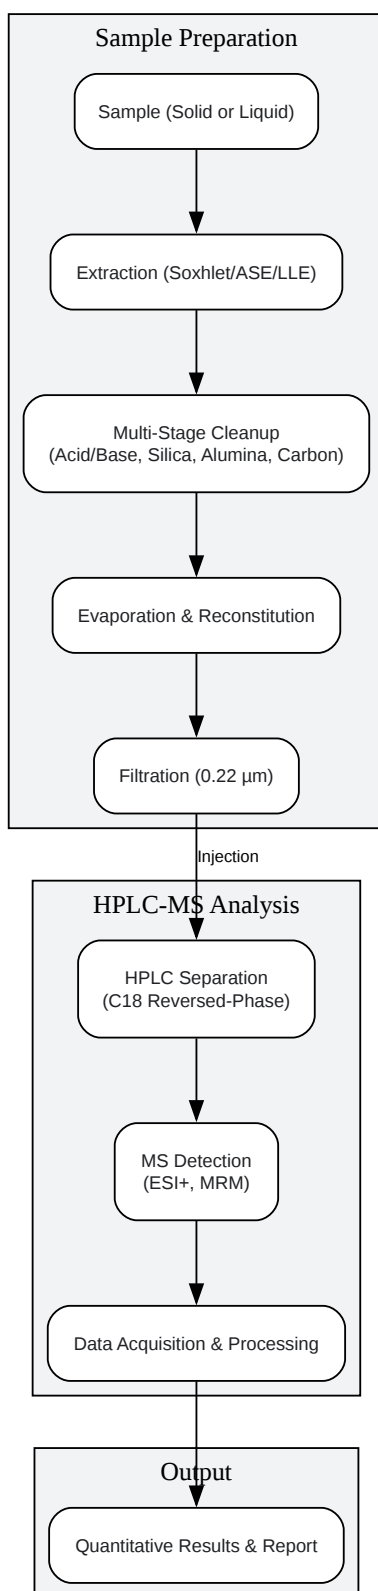 Sample Preparation
Sample (Solid or Liquid)
Extraction (Soxhlet/ASE/LLE)
Multi-Stage Cleanup
(Acid/Base, Silica, Alumina, Carbon)
Evaporation & Reconstitution
Filtration (0.22 µm)
Injection
HPLC-MS Analysis
HPLC Separation
(C18 Reversed-Phase)
MS Detection
(ESI+, MRM)
Data Acquisition & Processing
Output
Quantitative Results & Report